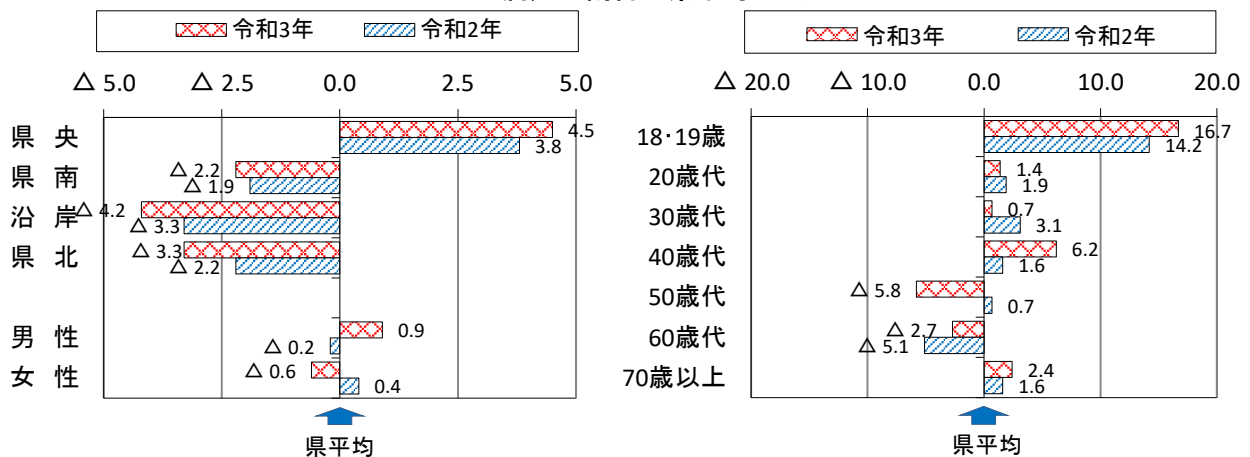 令和3年 令和2年
△ 5.0 △ 2.5 0.0 2.5 5.0
県 央 4.5
3.8
県 南 △ 2.2
△ 1.9
沿 岸 △ 4.2
△ 3.3
県 北 △ 3.3
△ 2.2
男 性 0.9
△ 0.2
女 性 △ 0.6
0.4
県平均
令和3年 令和2年
△ 20.0 △ 10.0 0.0 10.0 20.0
18・19歳 16.7
14.2
20歳代 1.4
1.9
30歳代 0.7
3.1
40歳代 6.2
1.6
50歳代 △ 5.8
0.7
60歳代 △ 2.7
△ 5.1
70歳以上 2.4
1.6
県平均